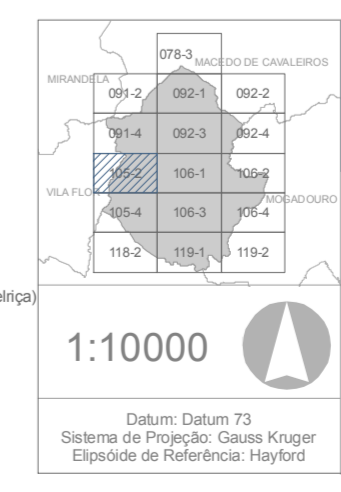 078-3
MACEDO DE CAVALEIROS
MIRANDELA
091-2 092-1 092-2
091-4 092-3 092-4
105-2 106-1 106-2
VILA FLOR
MOGADOURO
105-4 106-3 106-4
118-2 119-1 119-2
elriça)
1:10000
Datum: Datum 73
Sistema de Projeção: Gauss Kruger
Elipsóide de Referência: Hayford